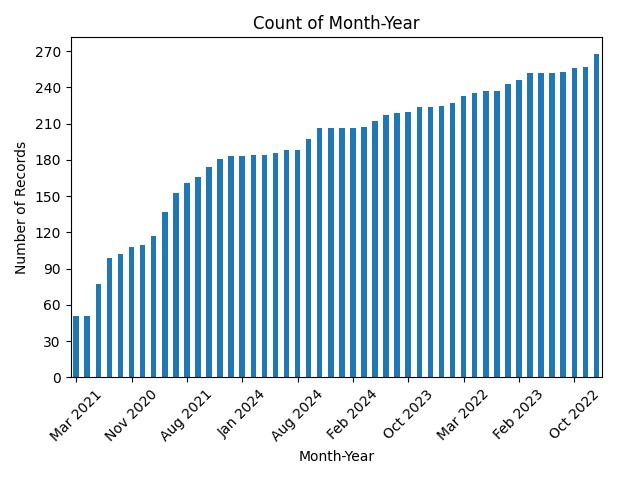 Count of Month-Year
Number of Records
270
240
210
180
150
120
90
60
30
0
Mar 2021
Nov 2020
Aug 2021
Jan 2024
Aug 2024
Feb 2024
Oct 2023
Mar 2022
Feb 2023
Oct 2022
Month-Year